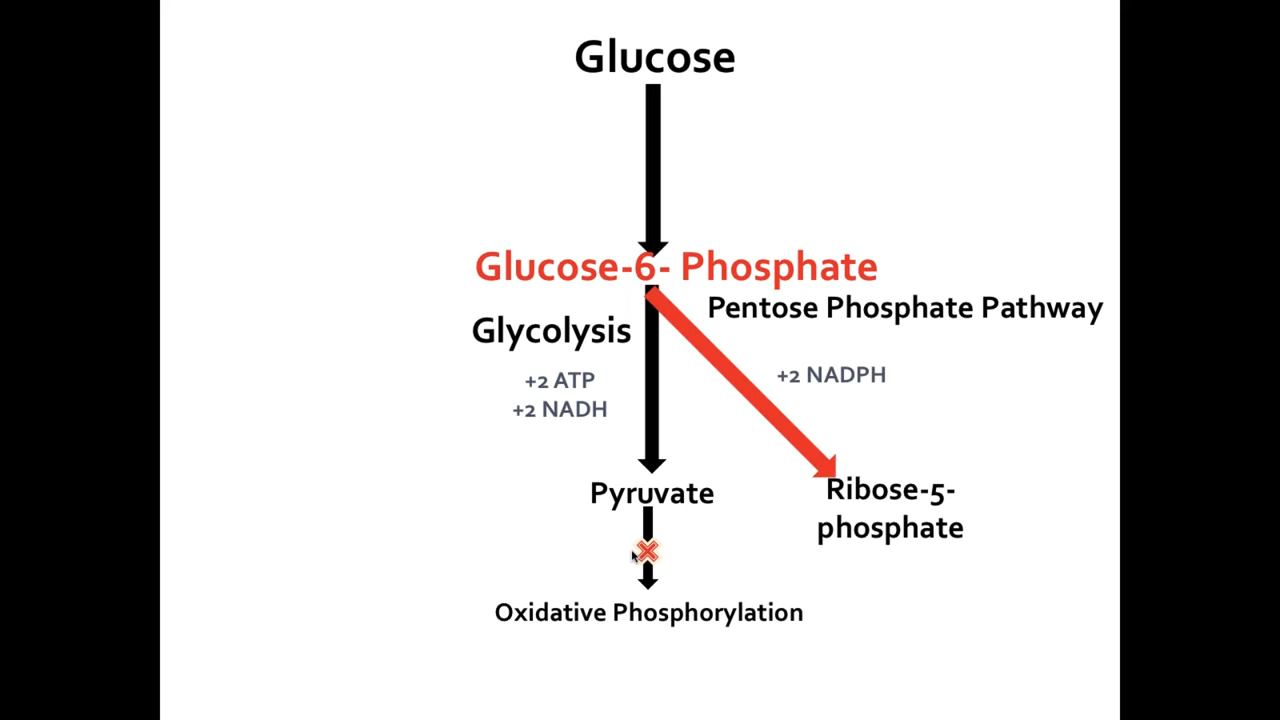 Glucose
Glucose-6- Phosphate
Pentose Phosphate Pathway
Glycolysis
+2 ATP
+2 NADH
+2 NADPH
Pyruvate
Ribose-5-
phosphate
Oxidative Phosphorylation